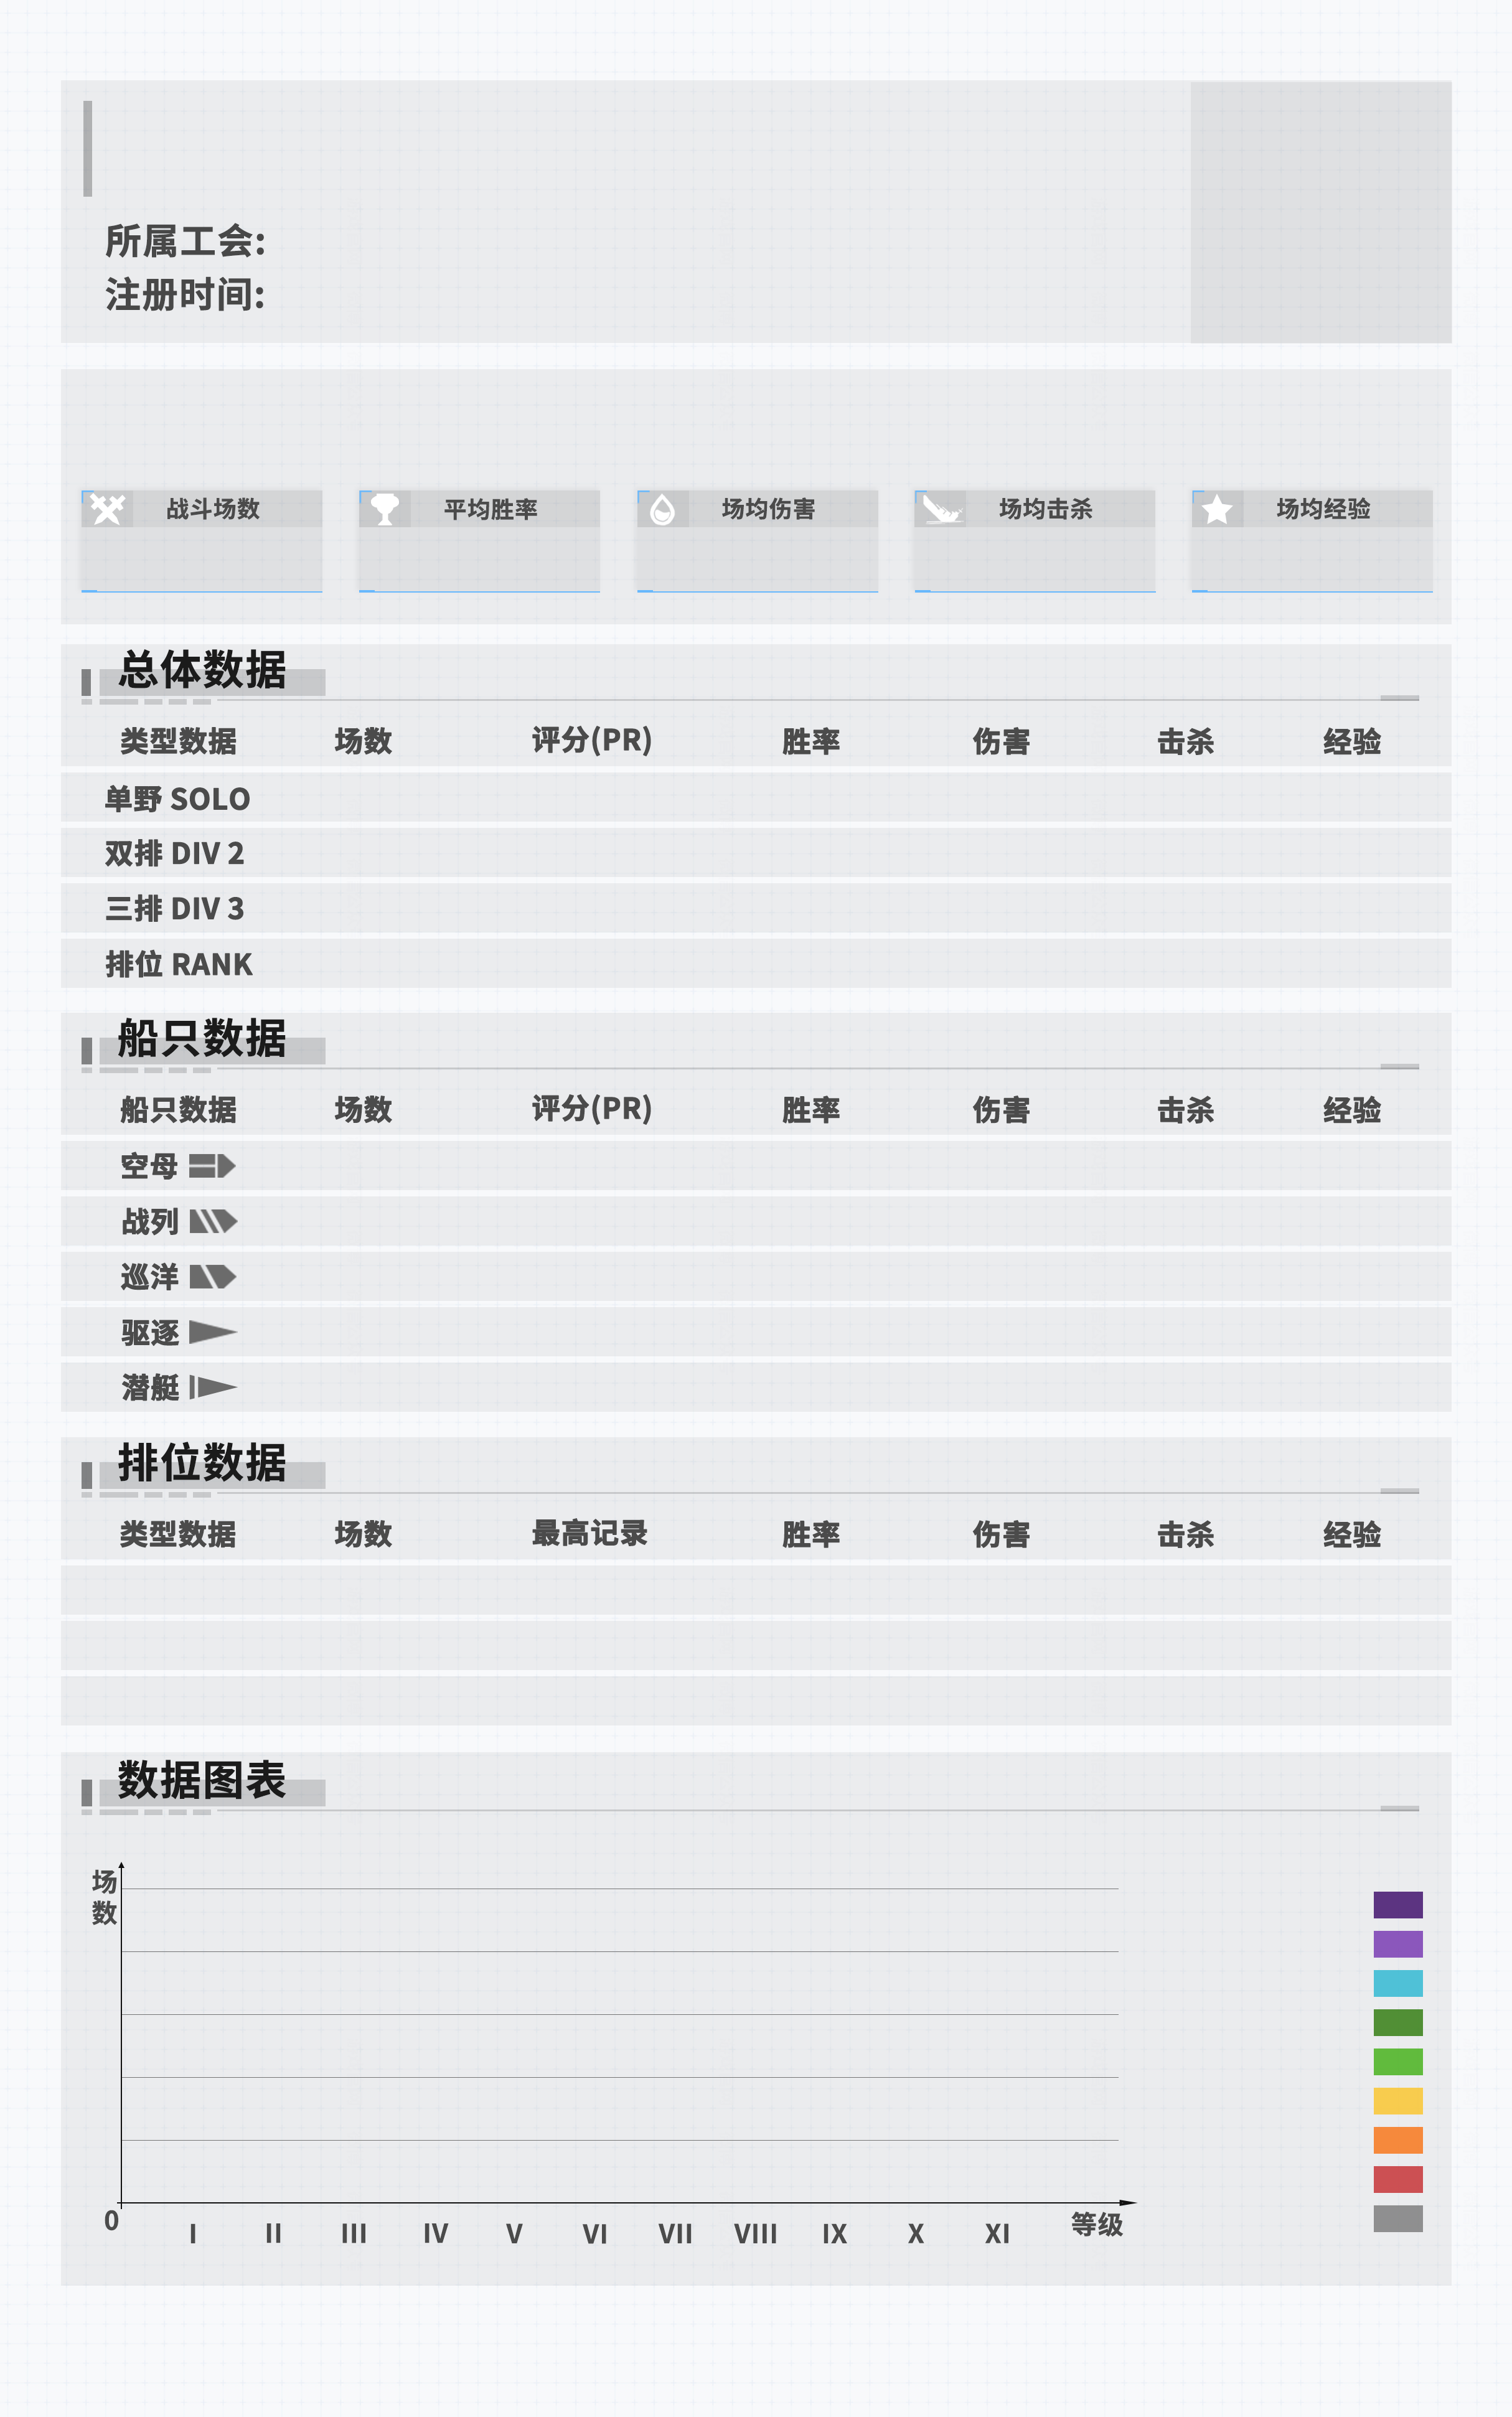 所属工会:
注册时间:
战斗场数 平均胜率 场均伤害 场均击杀 场均经验
总体数据
类型数据 场数 评分(PR) 胜率 伤害 击杀 经验
单野 SOLO
双排 DIV 2
三排 DIV 3
排位 RANK
船只数据
船只数据 场数 评分(PR) 胜率 伤害 击杀 经验
空母
战列
巡洋
驱逐
潜艇
排位数据
类型数据 场数 最高记录 胜率 伤害 击杀 经验
数据图表
场数
0 I II III IV V VI VII VIII IX X XI 等级